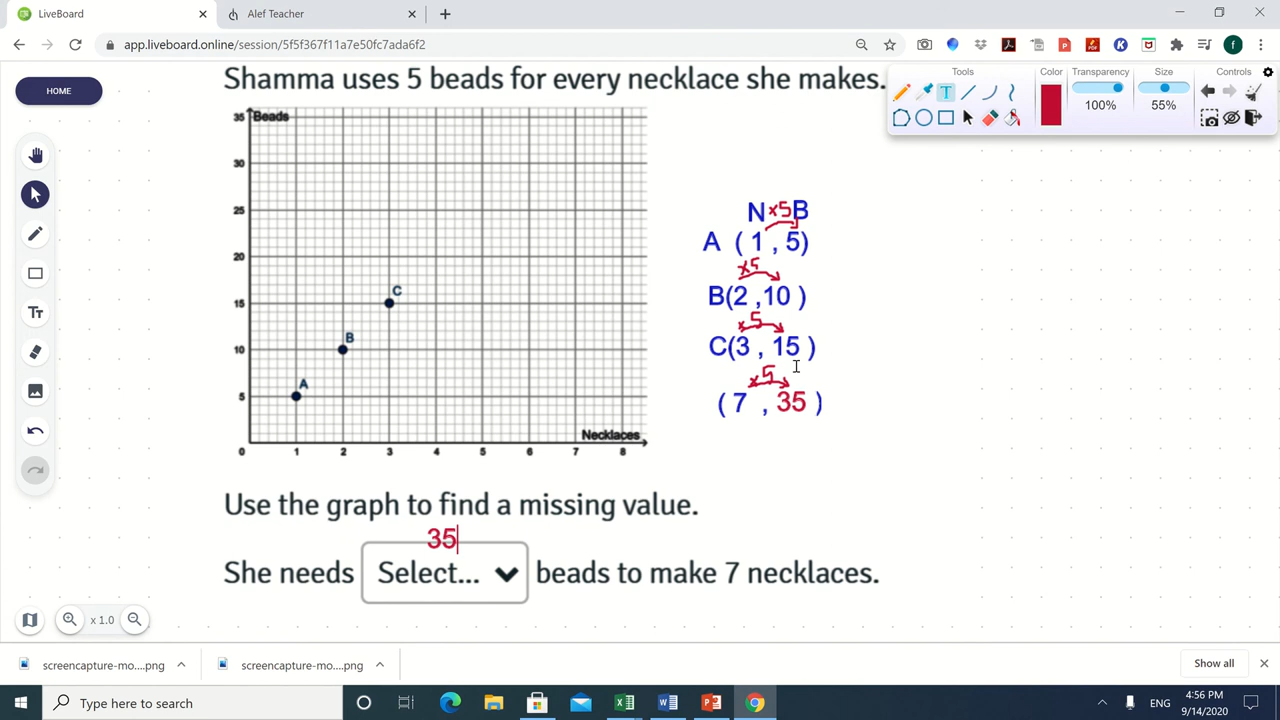 LiveBoard
Alef Teacher
app.liveboard.online/session/5f5f367f11a7e50fc7ada6f2
f
HOME
Tools
Color
Transparency
Size
Controls
100%
55%
Shamma uses 5 beads for every necklace she makes.
Beads
35
30
25
20
15
10
5
0
1
2
3
4
5
6
7
8
Necklaces
A
B
C
N ×5 B
A ( 1 , 5)
×5
B(2 ,10 )
×5
C(3 , 15 )
×5
( 7 , 35 )
Use the graph to find a missing value.
35
She needs Select... beads to make 7 necklaces.
Tт
x 1.0
screencapture-mo....png
screencapture-mo....png
Show all
Type here to search
ENG
4:56 PM
9/14/2020